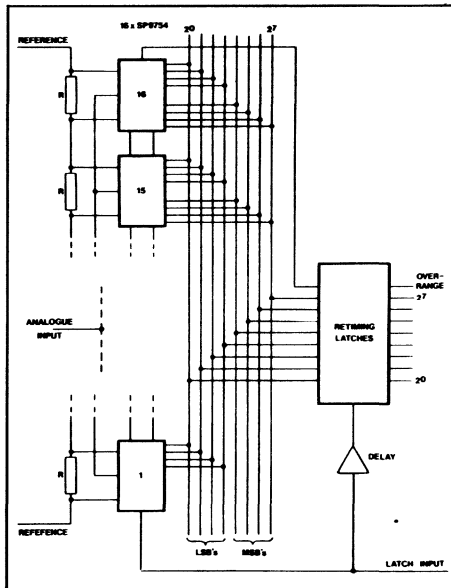 16 x SP9754
2⁰
2⁷
REFERENCE
R
16
R
15
ANALOGUE
INPUT
OVER-
RANGE
2⁷
RETIMING
LATCHES
2⁰
R
1
DELAY
REFEFENCE
LSB's
MSB's
LATCH INPUT